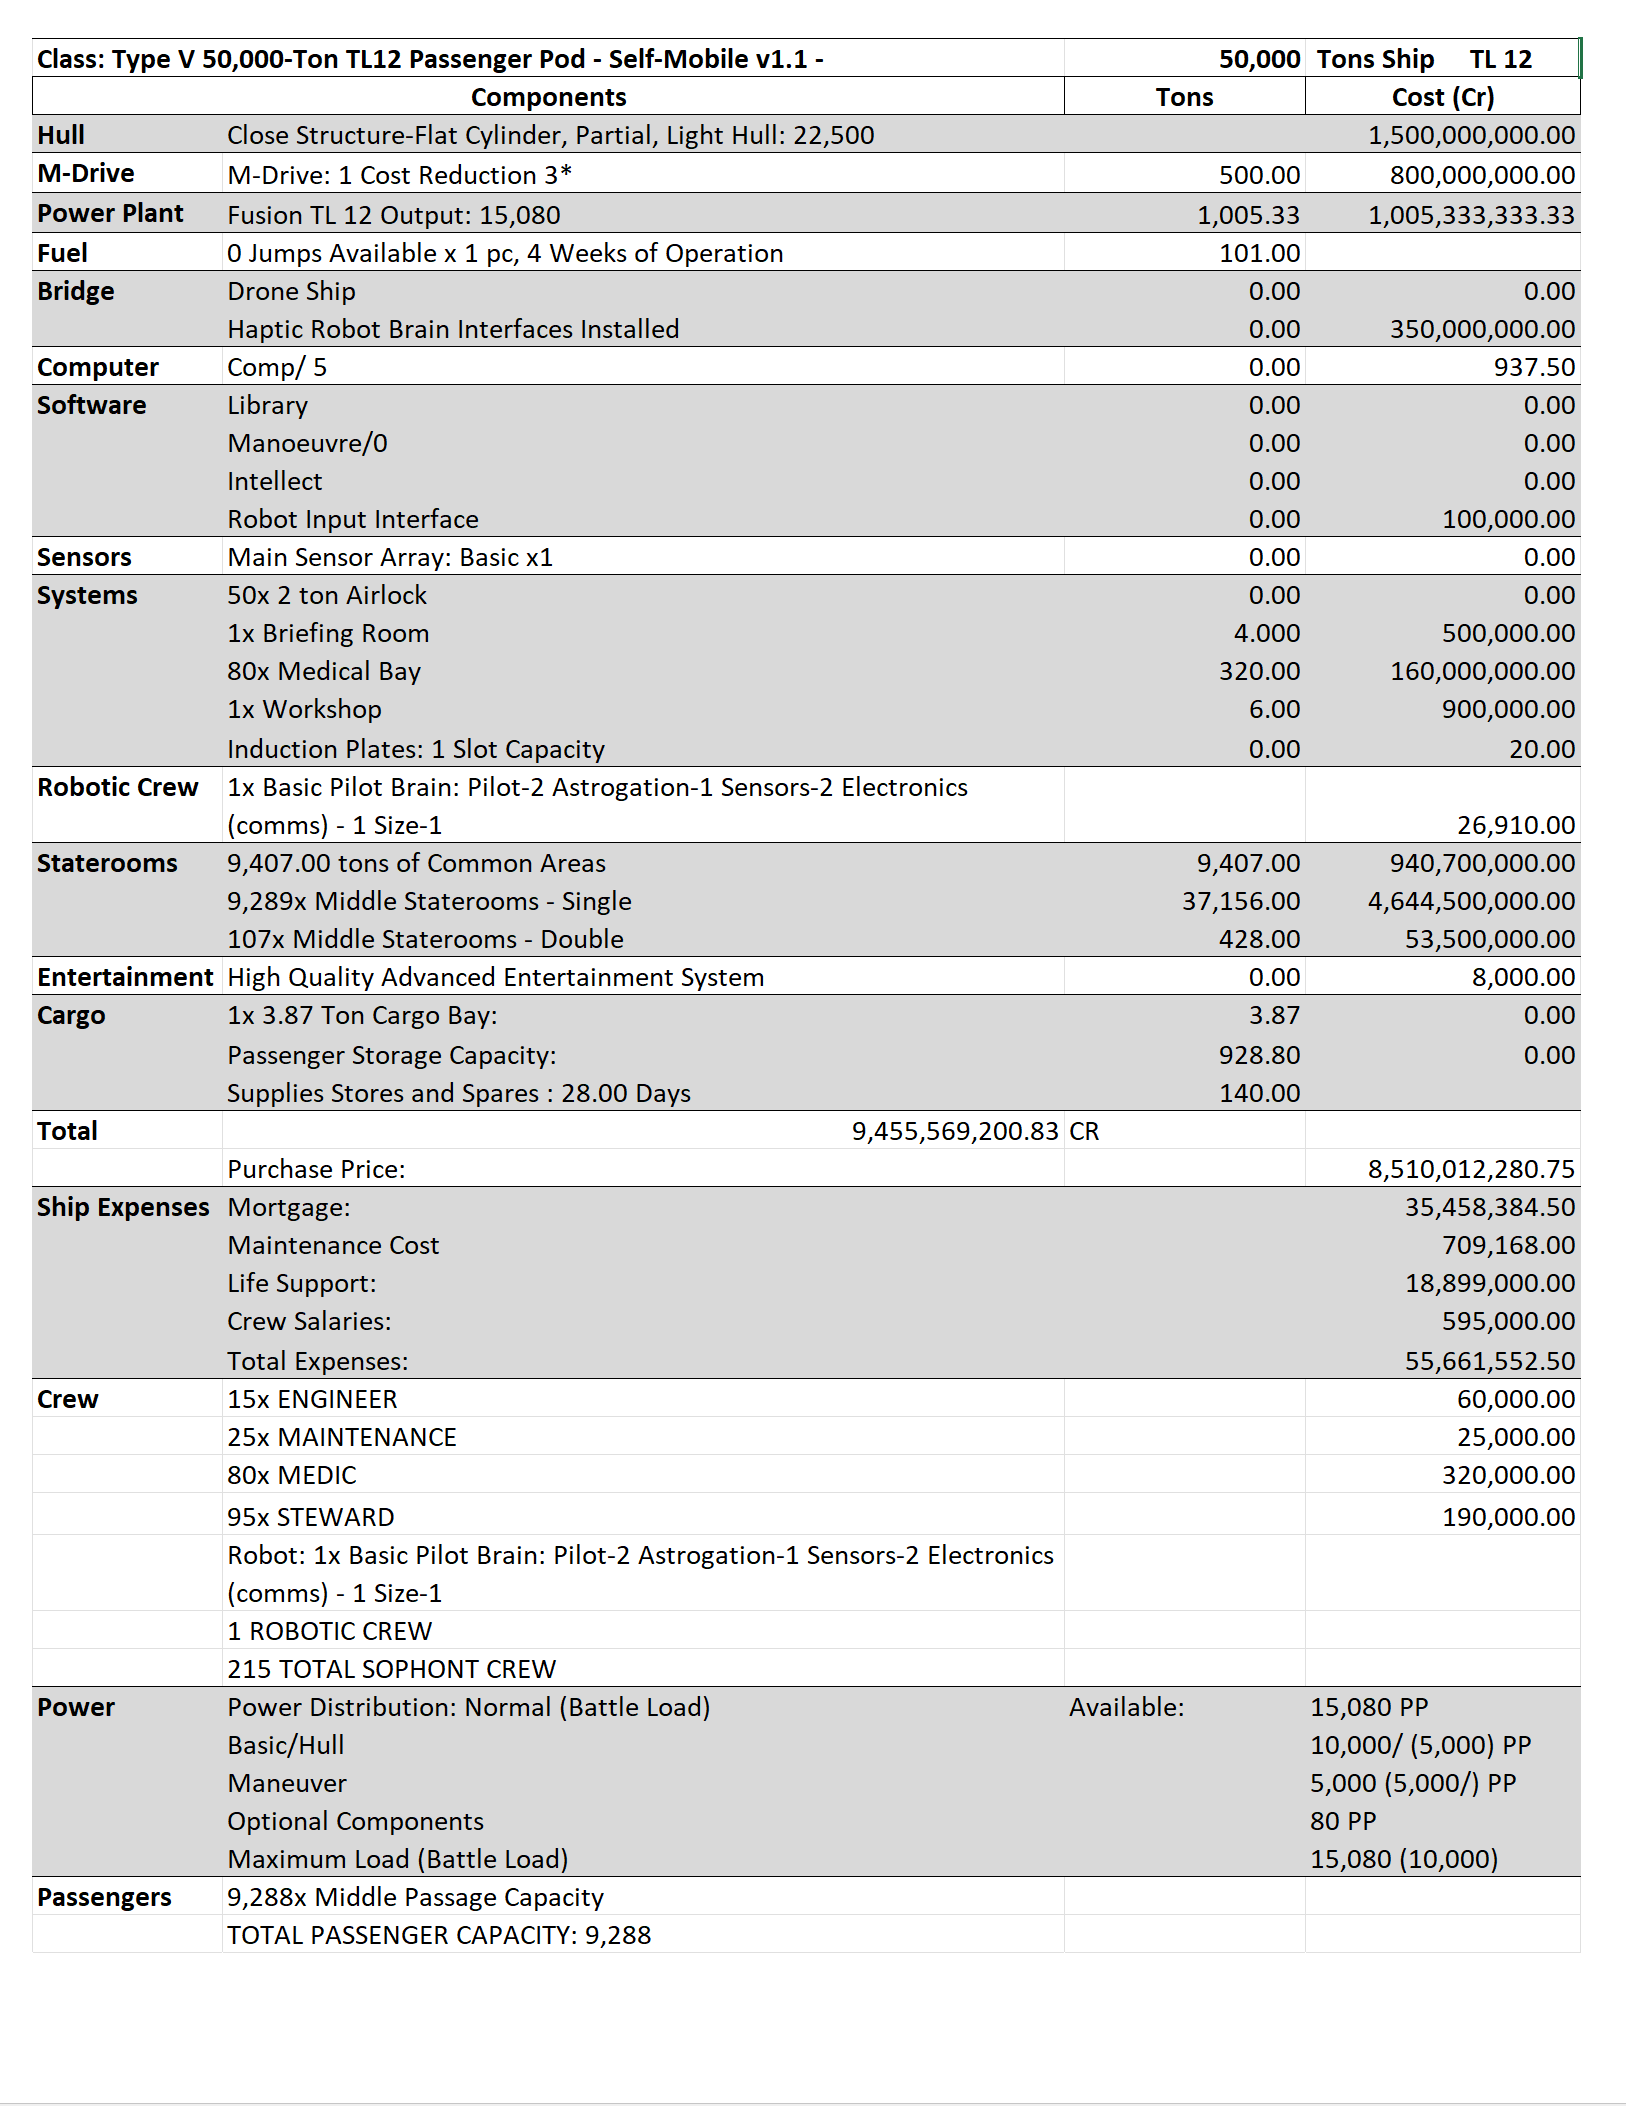 Class: Type V 50,000-Ton TL12 Passenger Pod - Self-Mobile v1.1 - 50,000 Tons Ship TL 12
Components Tons Cost (Cr)
Hull Close Structure-Flat Cylinder, Partial, Light Hull: 22,500 1,500,000,000.00
M-Drive M-Drive: 1 Cost Reduction 3* 500.00 800,000,000.00
Power Plant Fusion TL 12 Output: 15,080 1,005.33 1,005,333,333.33
Fuel 0 Jumps Available x 1 pc, 4 Weeks of Operation 101.00
Bridge Drone Ship 0.00 0.00
Haptic Robot Brain Interfaces Installed 0.00 350,000,000.00
Computer Comp/ 5 0.00 937.50
Software Library 0.00 0.00
Manoeuvre/0 0.00 0.00
Intellect 0.00 0.00
Robot Input Interface 0.00 100,000.00
Sensors Main Sensor Array: Basic x1 0.00 0.00
Systems 50x 2 ton Airlock 0.00 0.00
1x Briefing Room 4.000 500,000.00
80x Medical Bay 320.00 160,000,000.00
1x Workshop 6.00 900,000.00
Induction Plates: 1 Slot Capacity 0.00 20.00
Robotic Crew 1x Basic Pilot Brain: Pilot-2 Astrogation-1 Sensors-2 Electronics
(comms) - 1 Size-1 26,910.00
Staterooms 9,407.00 tons of Common Areas 9,407.00 940,700,000.00
9,289x Middle Staterooms - Single 37,156.00 4,644,500,000.00
107x Middle Staterooms - Double 428.00 53,500,000.00
Entertainment High Quality Advanced Entertainment System 0.00 8,000.00
Cargo 1x 3.87 Ton Cargo Bay: 3.87 0.00
Passenger Storage Capacity: 928.80 0.00
Supplies Stores and Spares : 28.00 Days 140.00
Total 9,455,569,200.83 CR
Purchase Price: 8,510,012,280.75
Ship Expenses Mortgage: 35,458,384.50
Maintenance Cost 709,168.00
Life Support: 18,899,000.00
Crew Salaries: 595,000.00
Total Expenses: 55,661,552.50
Crew 15x ENGINEER 60,000.00
25x MAINTENANCE 25,000.00
80x MEDIC 320,000.00
95x STEWARD 190,000.00
Robot: 1x Basic Pilot Brain: Pilot-2 Astrogation-1 Sensors-2 Electronics
(comms) - 1 Size-1
1 ROBOTIC CREW
215 TOTAL SOPHONT CREW
Power Power Distribution: Normal (Battle Load) Available: 15,080 PP
Basic/Hull 10,000/ (5,000) PP
Maneuver 5,000 (5,000/) PP
Optional Components 80 PP
Maximum Load (Battle Load) 15,080 (10,000)
Passengers 9,288x Middle Passage Capacity
TOTAL PASSENGER CAPACITY: 9,288